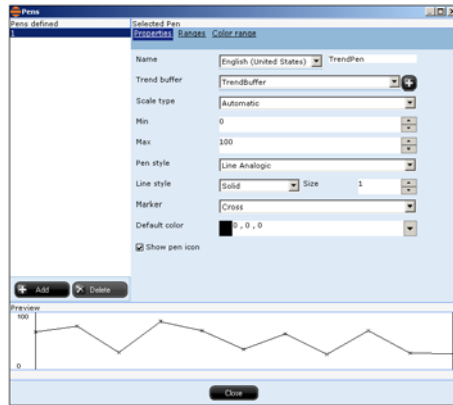 Pens
Pens defined
Selected Pen
1
Properties Ranges Color range
Name English (United States) TrendPen
Trend buffer TrendBuffer
Scale type Automatic
Min 0
Max 100
Pen style Line Analogic
Line style Solid Size 1
Marker Cross
Default color 0 , 0 , 0
Show pen icon
Add Delete
Preview
100
0
Close